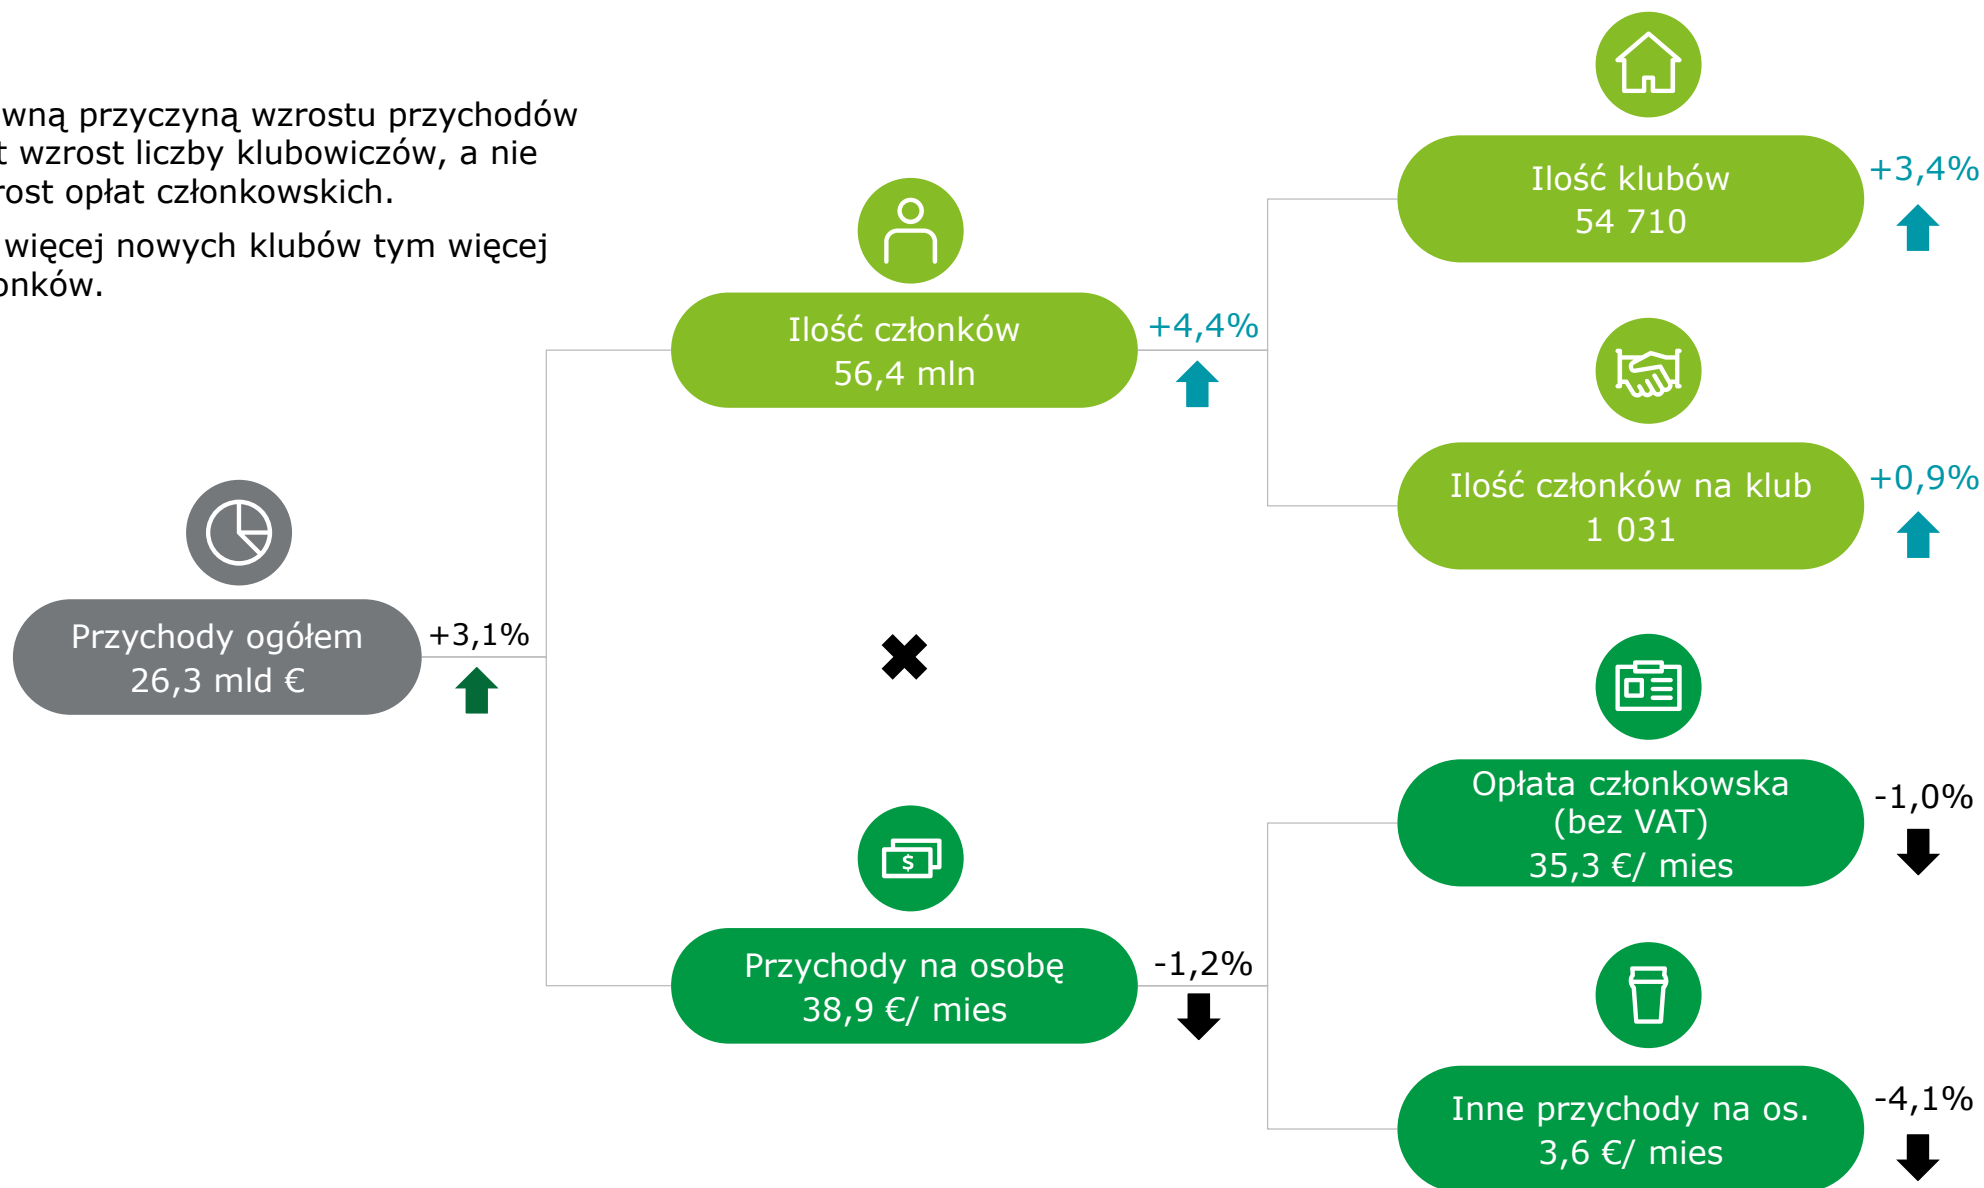 wną przyczyną wzrostu przychodów
t wzrost liczby klubowiczów, a nie
rost opłat członkowskich.
więcej nowych klubów tym więcej
onków.
Ilość klubów
54 710
+3,4%
Ilość członków
56,4 mln
+4,4%
Ilość członków na klub
1 031
+0,9%
Przychody ogółem
26,3 mld €
+3,1%
Opłata członkowska
(bez VAT)
35,3 €/ mies
-1,0%
$
Przychody na osobę
38,9 €/ mies
-1,2%
Inne przychody na os.
3,6 €/ mies
-4,1%